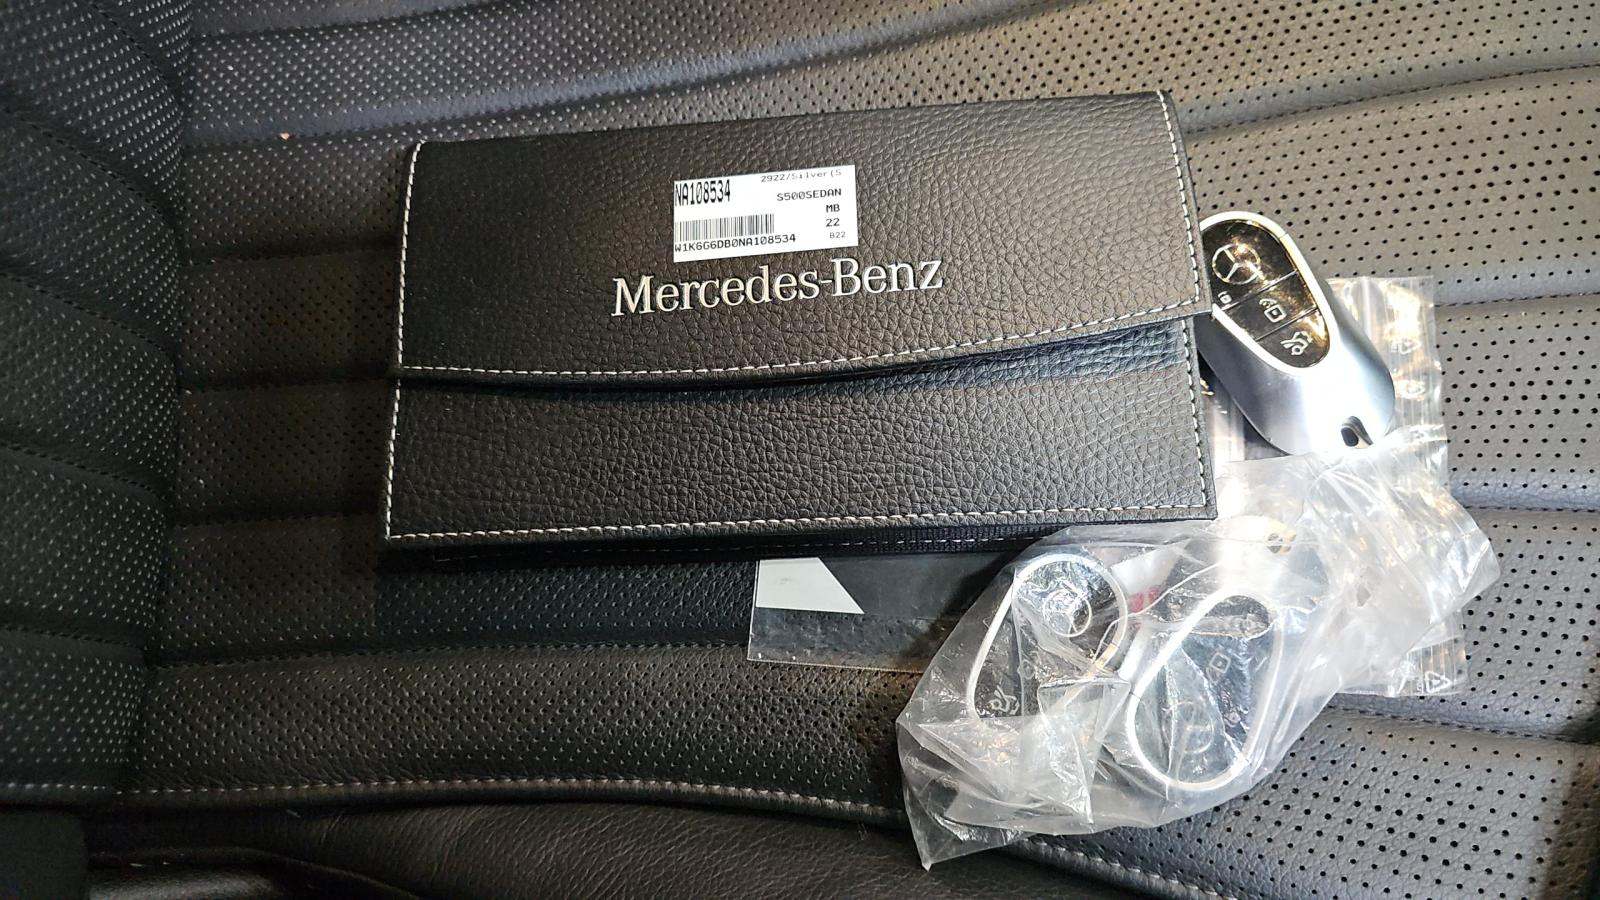 2922/Silver(S
NA108534
S500SEDAN
MB
22
W1K6G6DB0NA108534
B22
Mercedes-Benz